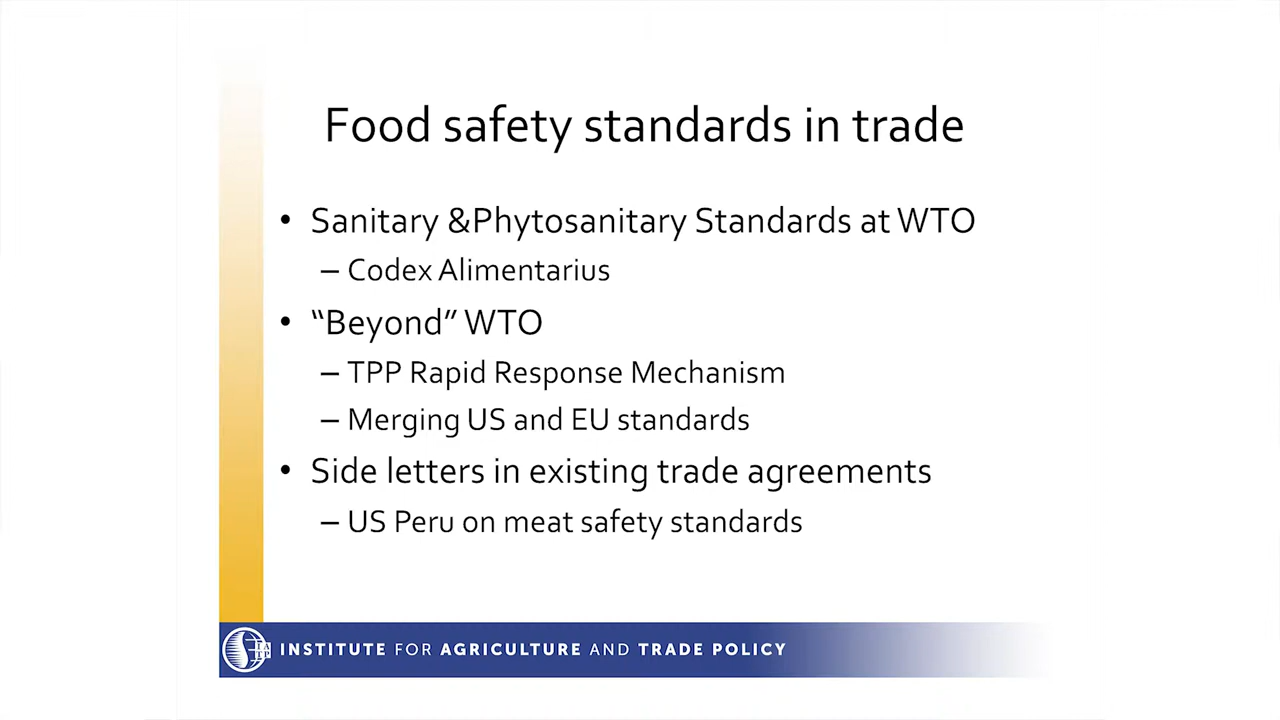 Food safety standards in trade
• Sanitary &Phytosanitary Standards at WTO
– Codex Alimentarius
• “Beyond” WTO
– TPP Rapid Response Mechanism
– Merging US and EU standards
• Side letters in existing trade agreements
– US Peru on meat safety standards
IATP INSTITUTE FOR AGRICULTURE AND TRADE POLICY